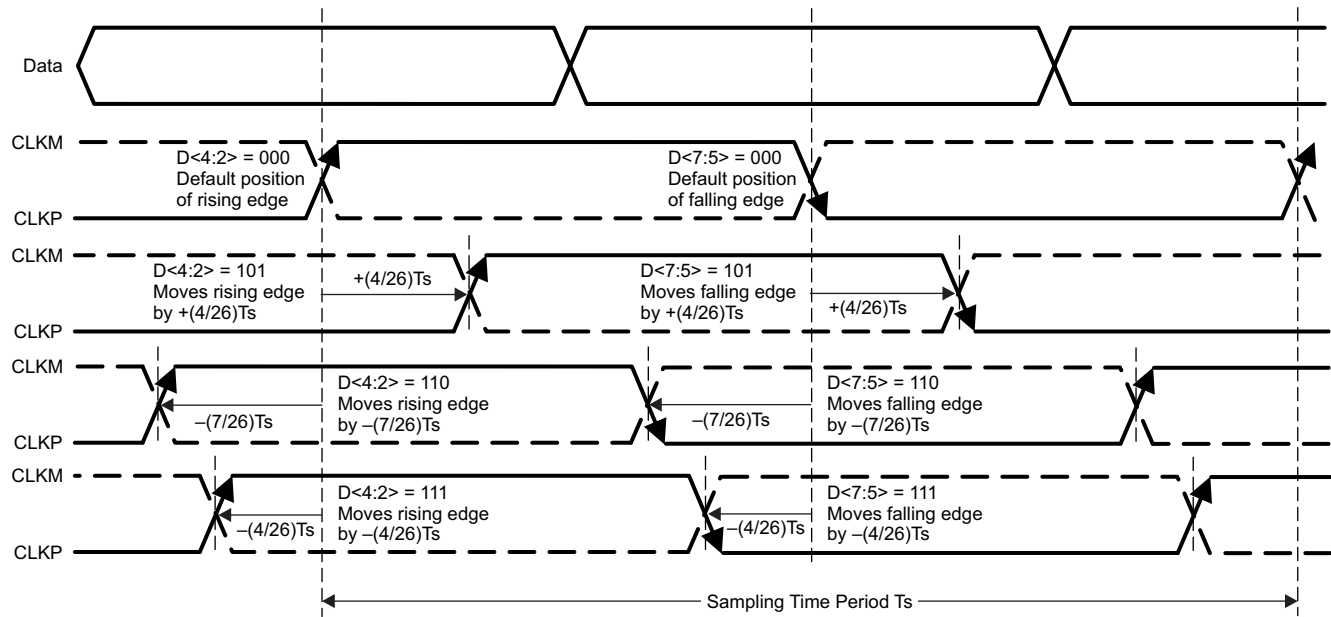 Data
CLKM
D<4:2> = 000
Default position
of rising edge
D<7:5> = 000
Default position
of falling edge
CLKP
CLKM
D<4:2> = 101
Moves rising edge
by +(4/26)Ts
+(4/26)Ts
D<7:5> = 101
Moves falling edge
by +(4/26)Ts
+(4/26)Ts
CLKP
CLKM
–(7/26)Ts
D<4:2> = 110
Moves rising edge
by –(7/26)Ts
–(7/26)Ts
D<7:5> = 110
Moves falling edge
by –(7/26)Ts
CLKP
CLKM
–(4/26)Ts
D<4:2> = 111
Moves rising edge
by –(4/26)Ts
–(4/26)Ts
D<7:5> = 111
Moves falling edge
by –(4/26)Ts
CLKP
Sampling Time Period Ts